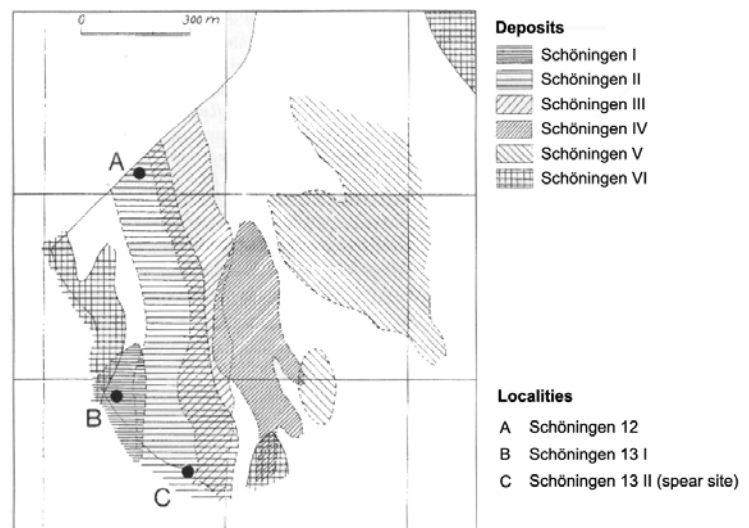 0 300 m
A
B
C
Deposits
Schöningen I
Schöningen II
Schöningen III
Schöningen IV
Schöningen V
Schöningen VI
Localities
A Schöningen 12
B Schöningen 13 I
C Schöningen 13 II (spear site)